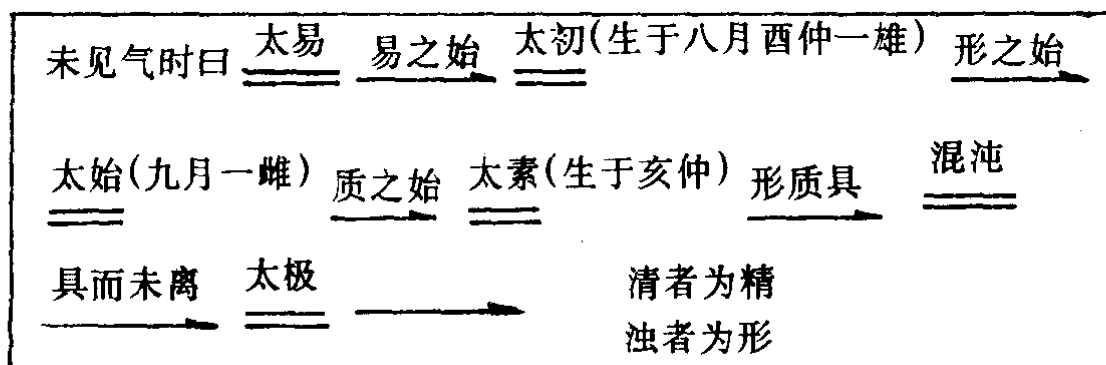 未见气时曰 太易 易之始 太初(生于八月酉仲一雄) 形之始
太始(九月一雌) 质之始 太素(生于亥仲) 形质具 混沌
具而未离 太极 清者为精
浊者为形